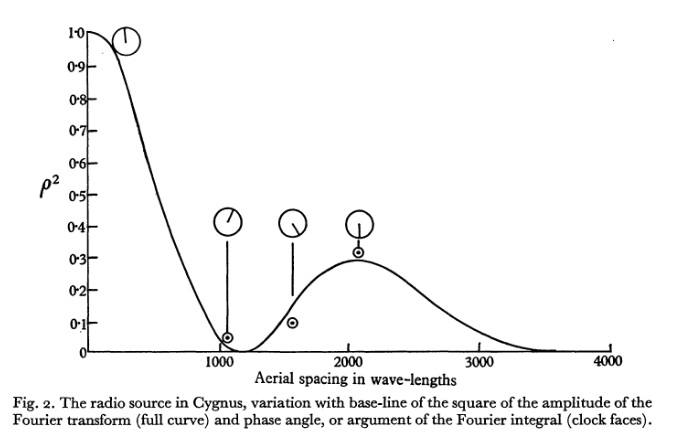 1·0
0·9
0·8
0·7
0·6
ρ²
0·5
0·4
0·3
0·2
0·1
0
1000 2000 3000 4000
Aerial spacing in wave-lengths
Fig. 2. The radio source in Cygnus, variation with base-line of the square of the amplitude of the
Fourier transform (full curve) and phase angle, or argument of the Fourier integral (clock faces).